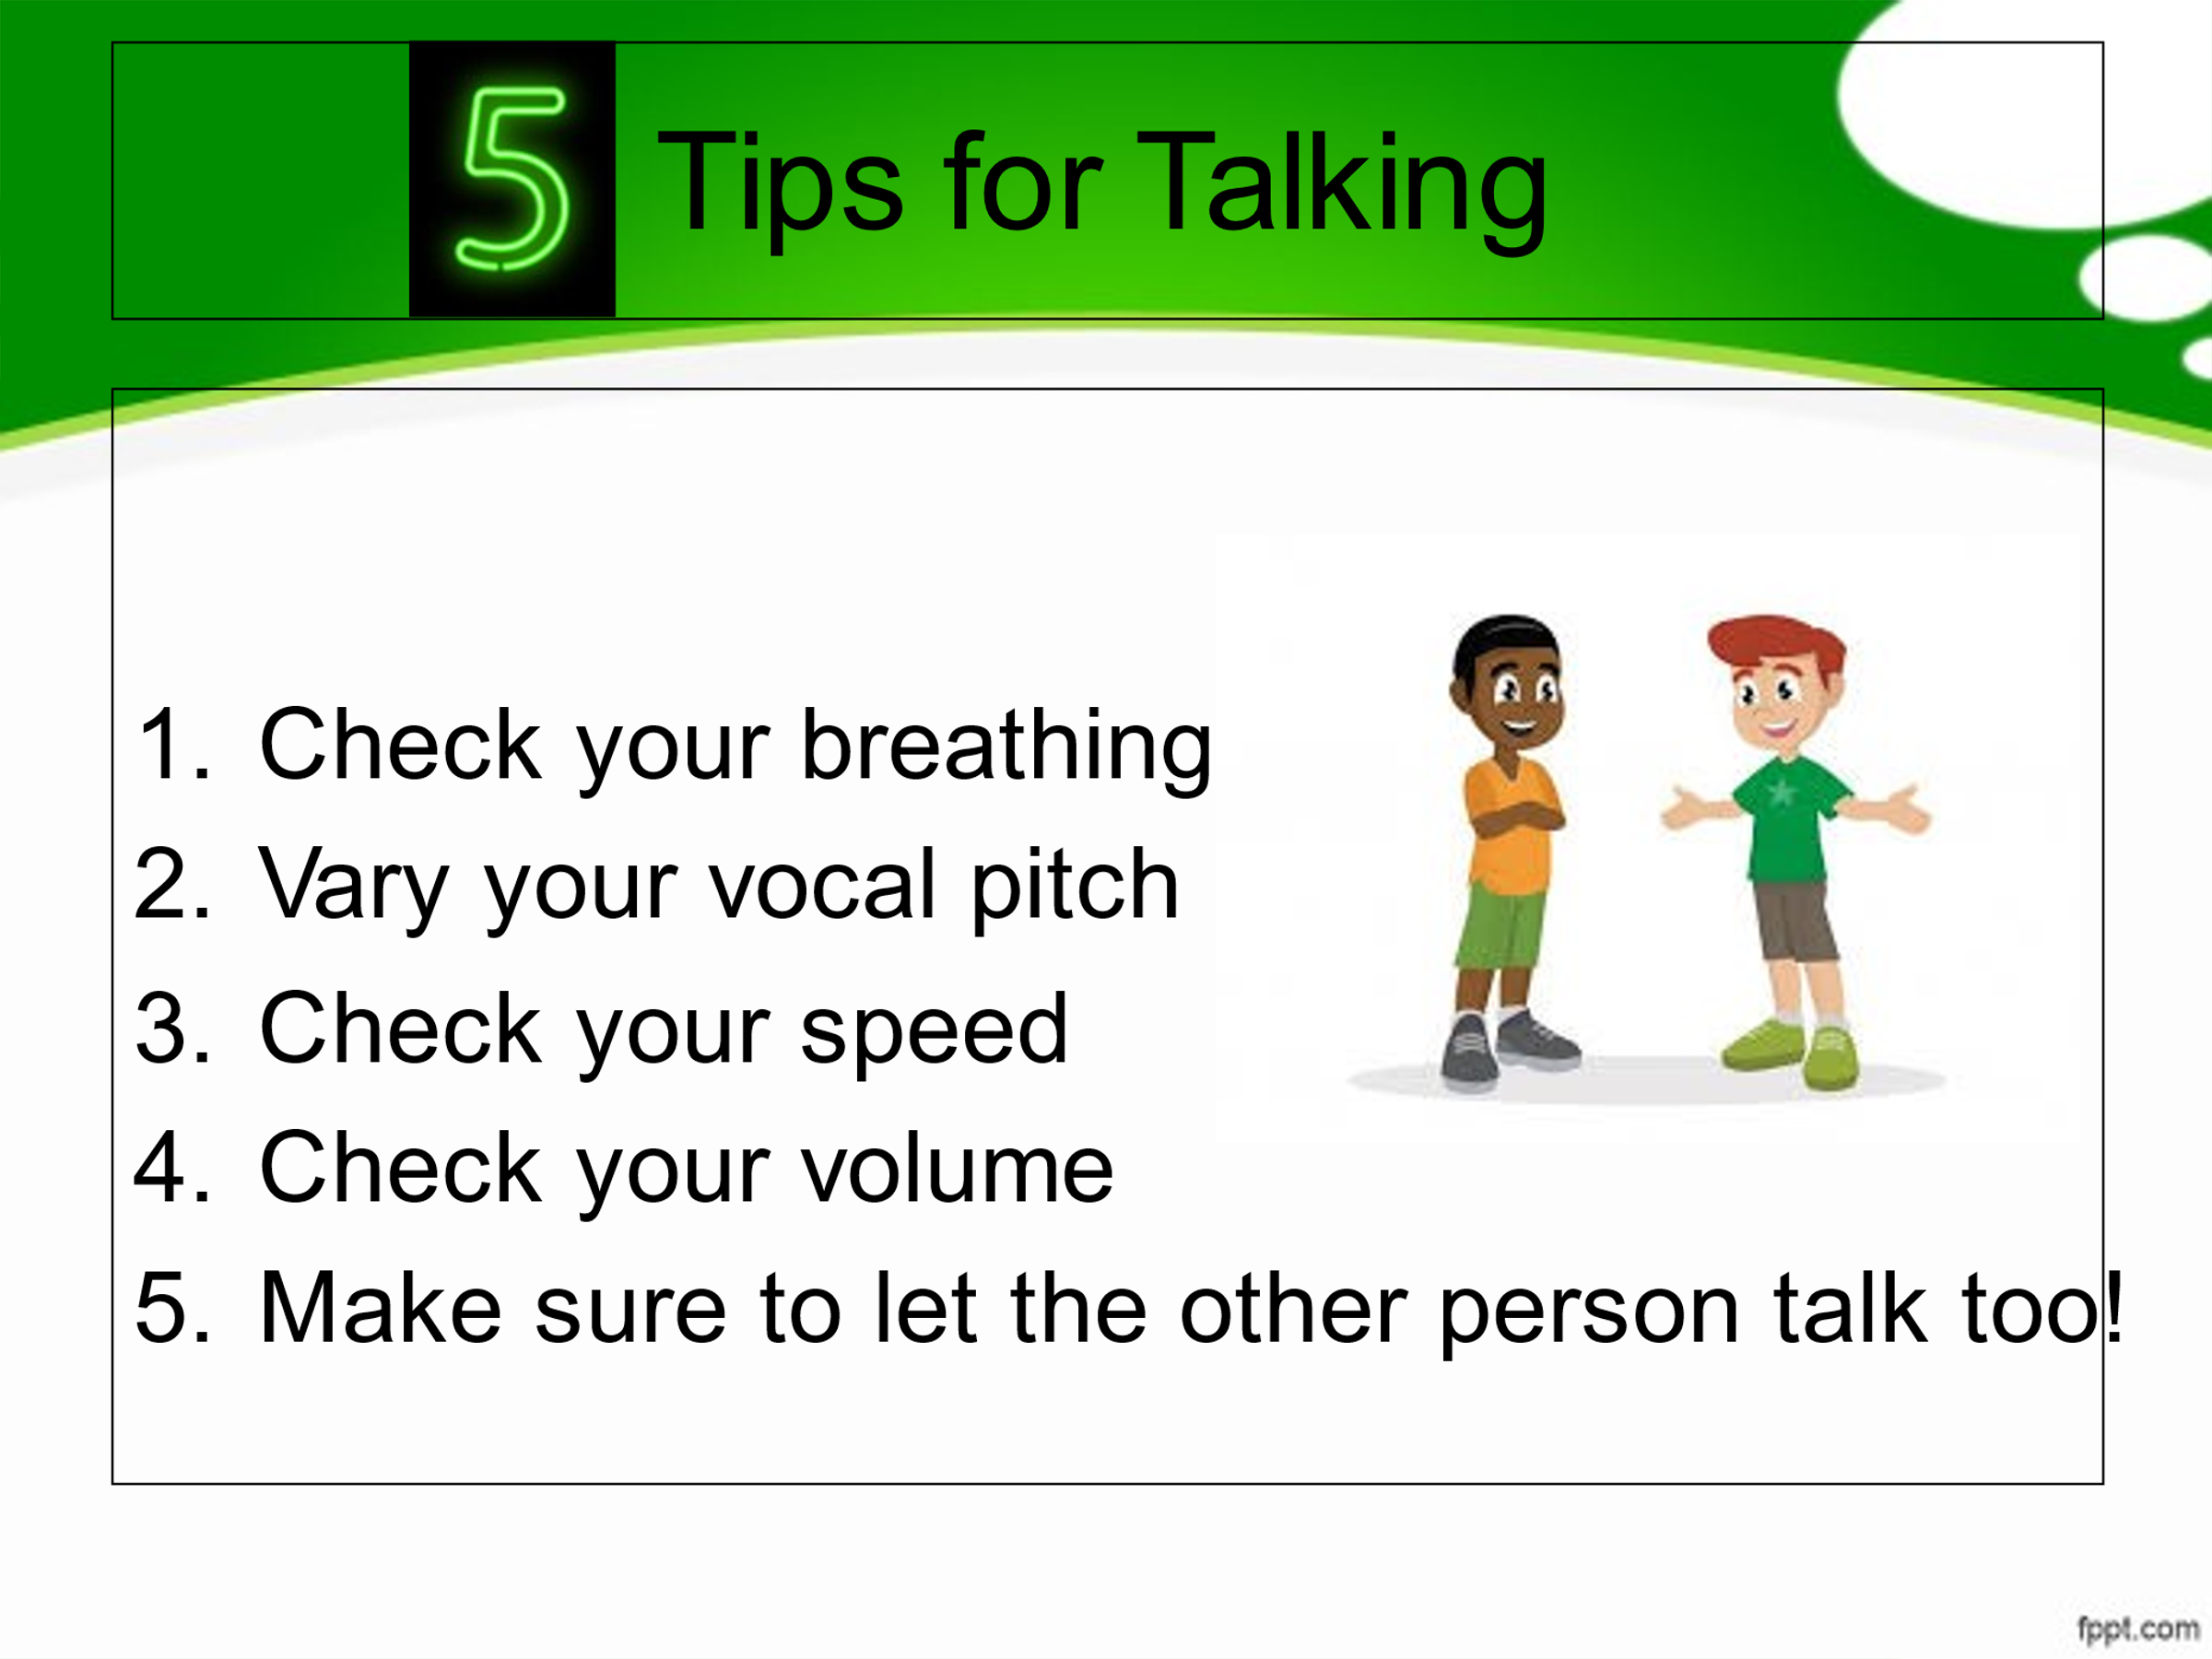 5 Tips for Talking
1. Check your breathing
2. Vary your vocal pitch
3. Check your speed
4. Check your volume
5. Make sure to let the other person talk too!
fppt.com